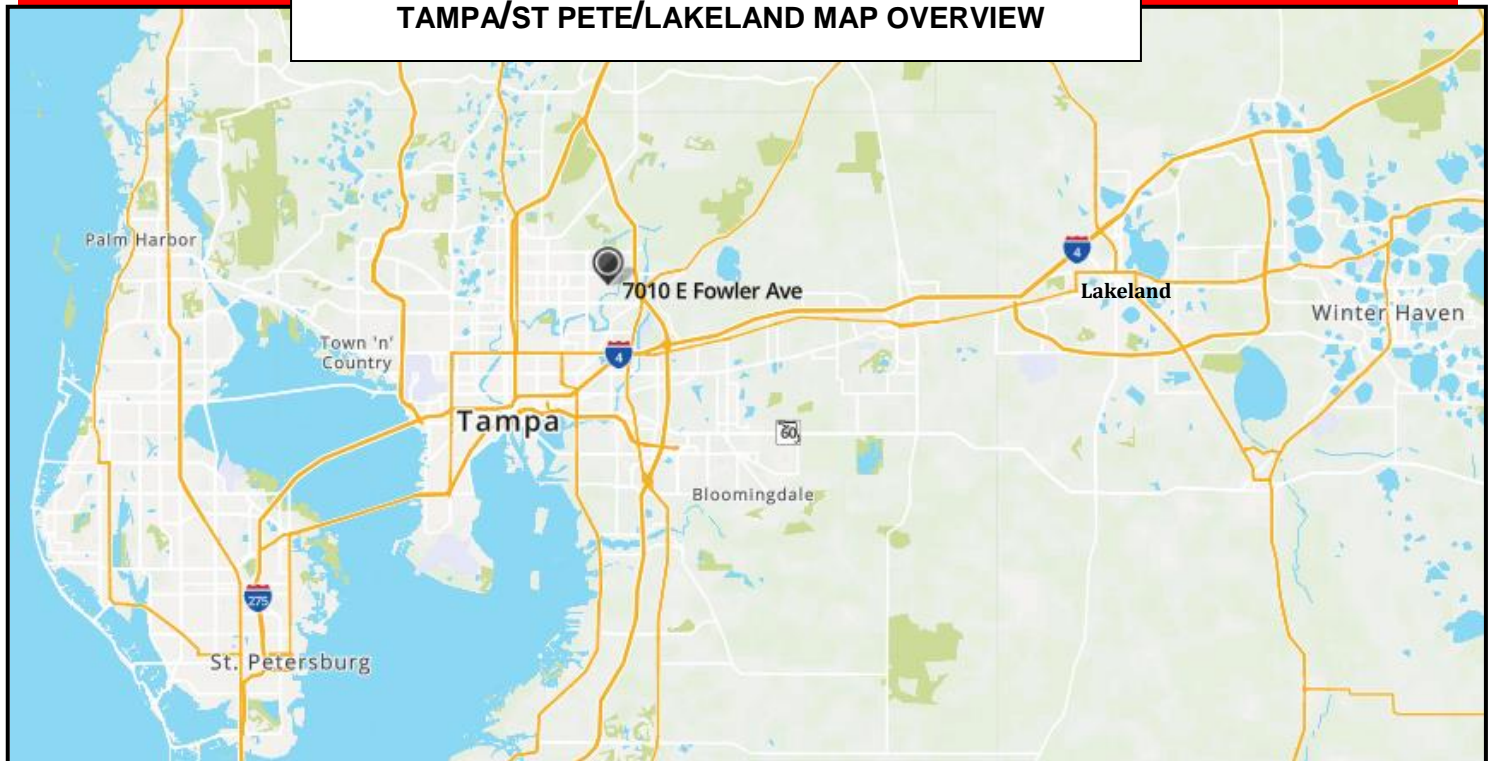 TAMPA/ST PETE/LAKELAND MAP OVERVIEW
Palm Harbor
4
7010 E Fowler Ave
Lakeland
Winter Haven
Town 'n'
Country
4
Tampa
60
Bloomingdale
275
St. Petersburg